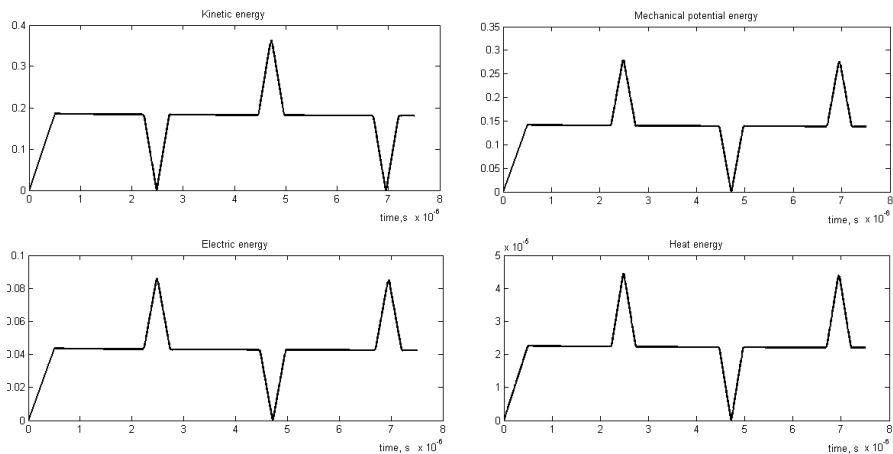 Kinetic energy
0.4
0.3
0.2
0.1
0
0 1 2 3 4 5 6 7 8
time,s x 10⁻⁶
Mechanical potential energy
0.35
0.3
0.25
0.2
0.15
0.1
0.05
0
0 1 2 3 4 5 6 7 8
time, s x 10⁻⁶
Electric energy
0.1
0.08
0.06
0.04
0.02
0
0 1 2 3 4 5 6 7 8
time, s x 10⁻⁶
Heat energy
x 10⁻⁵
5
4
3
2
1
0
0 1 2 3 4 5 6 7 8
time, s x 10⁻⁶